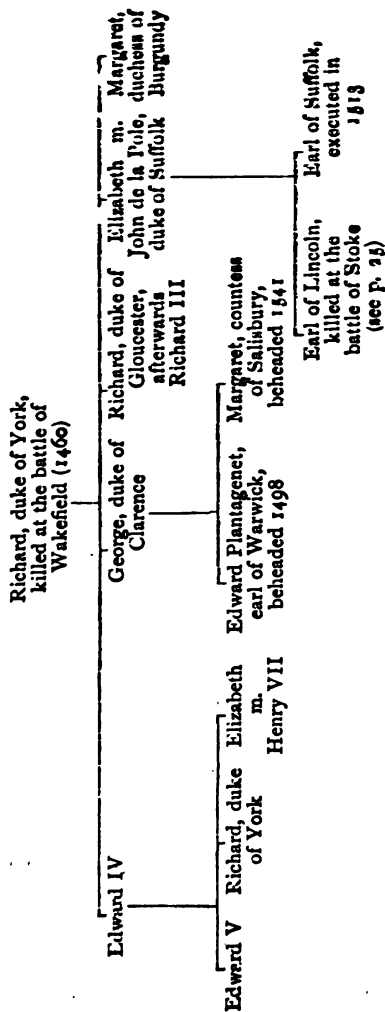 Richard, duke of York,
killed at the battle of
Wakefield (1460)
Edward IV
George, duke of
Clarence
Richard, duke of
Gloucester,
afterwards
Richard III
Elizabeth m.
John de la Pole,
duke of Suffolk
Margaret,
duchess of
Burgundy
Edward V
Richard, duke
of York
Elizabeth
m.
Henry VII
Edward Plantagenet,
earl of Warwick,
beheaded 1498
Margaret, countess
of Salisbury,
beheaded 1541
Earl of Lincoln,
killed at the
battle of Stoke
(see p. 25)
Earl of Suffolk,
executed in
1513